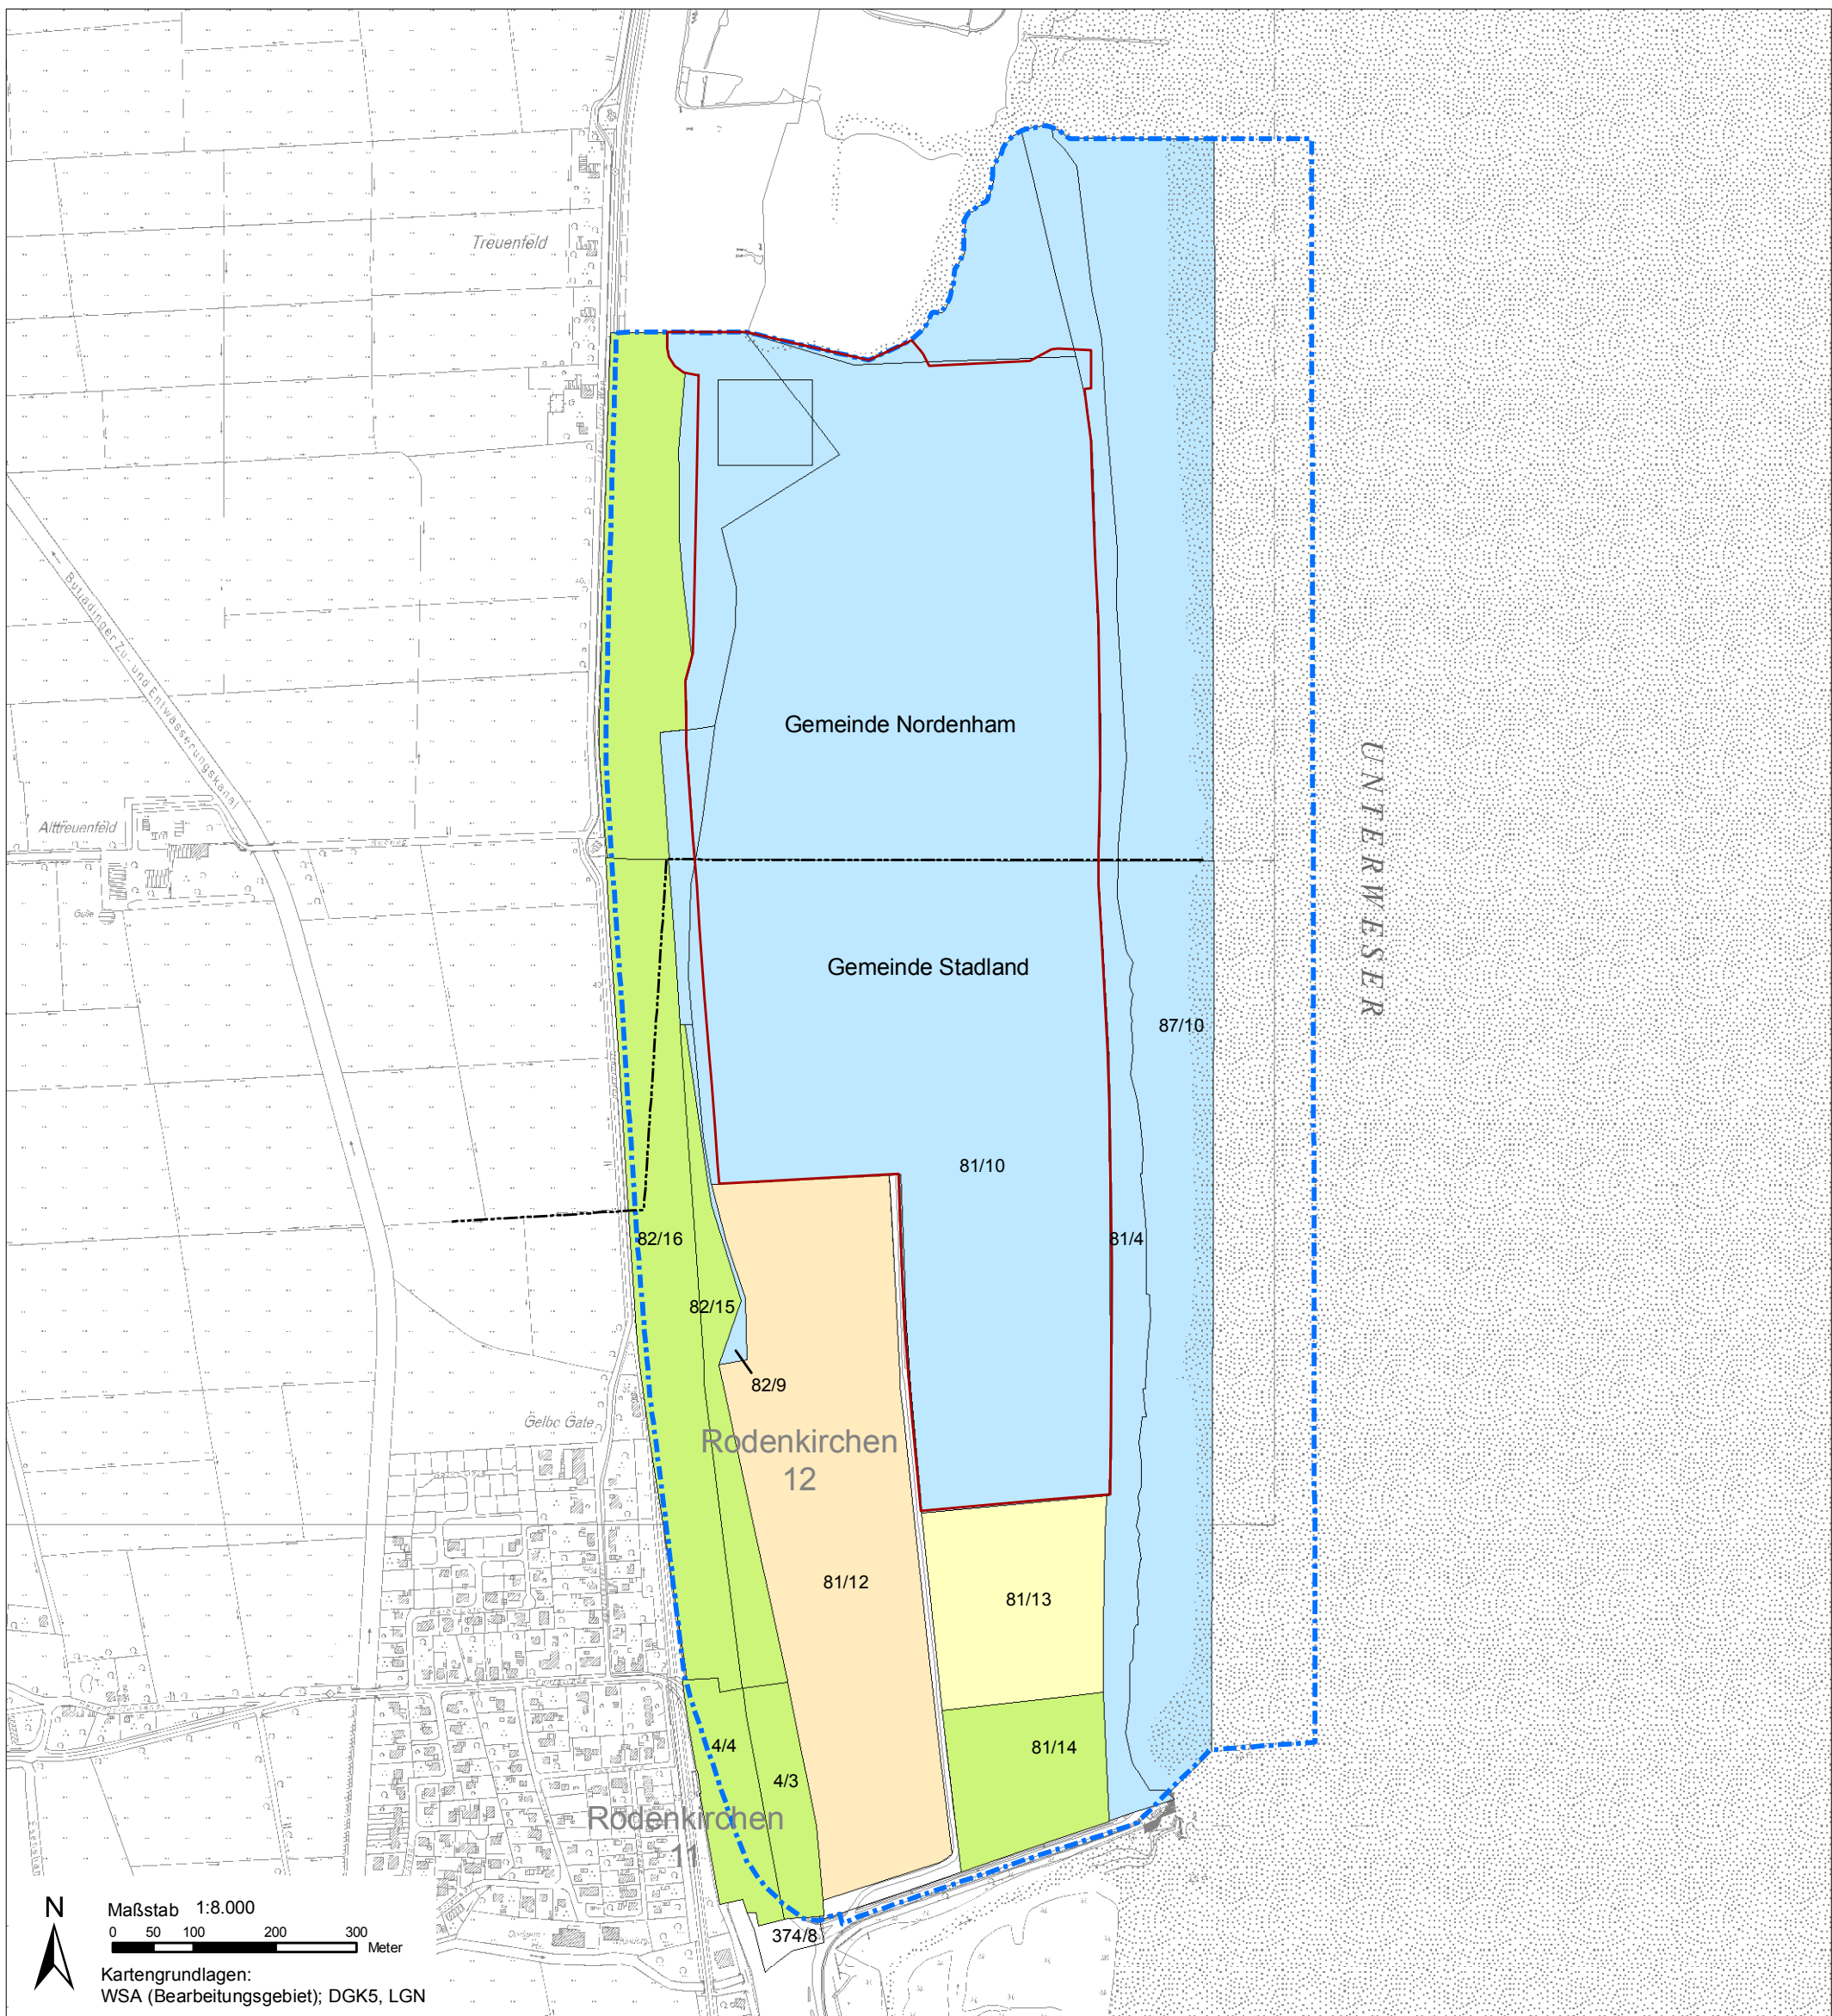 Treuenfeld
Butjadinger Zu- und Entwässerungskanal
Gemeinde Nordenham
UNTERWESER
Alttreuenfeld
Gülle
Gemeinde Stadland
87/10
81/10
82/16
81/4
82/15
82/9
Gelbe Gate
Rodenkirchen
12
81/12
81/13
4/4
81/14
4/3
Rodenkirchen
11
N
Maßstab 1:8.000
0 50 100 200 300
Meter
374/8
Kartengrundlagen:
WSA (Bearbeitungsgebiet); DGK5, LGN